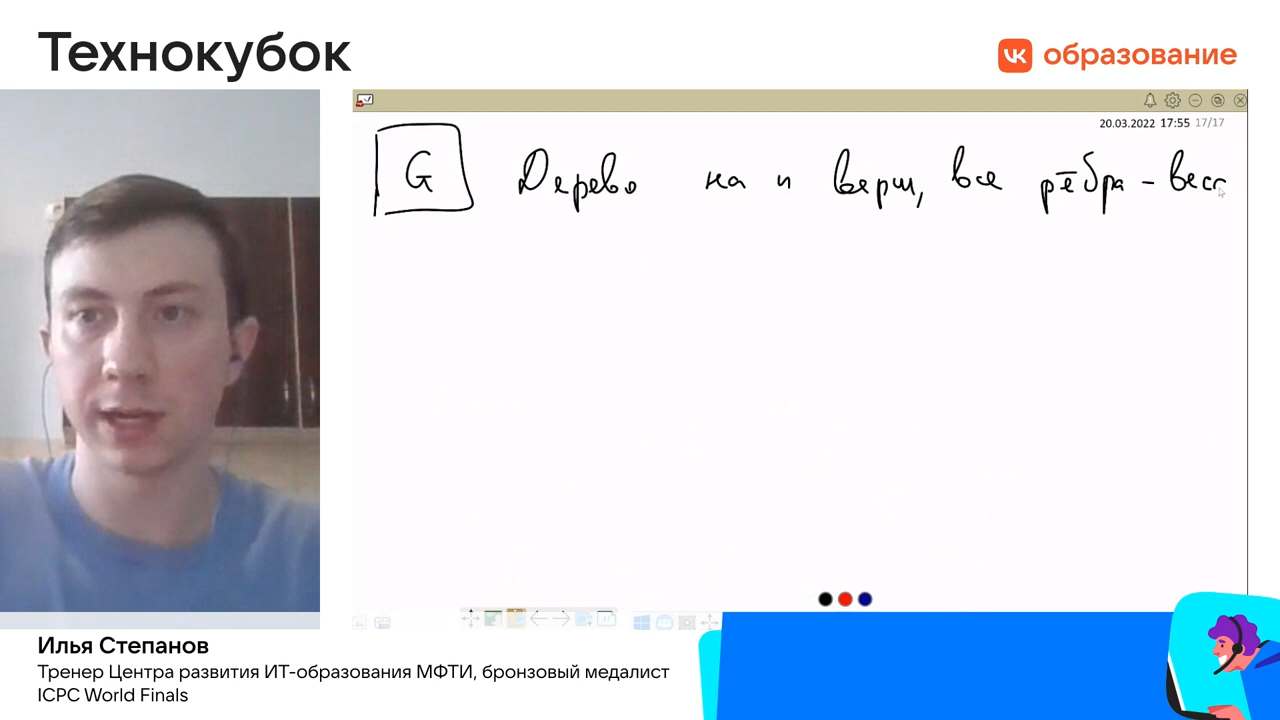 Технокубок
образование
20.03.2022 17:55 17/17
G Дерево на n верш, все рёбра - вес
Илья Степанов
Тренер Центра развития ИТ-образования МФТИ, бронзовый медалист
ICPC World Finals